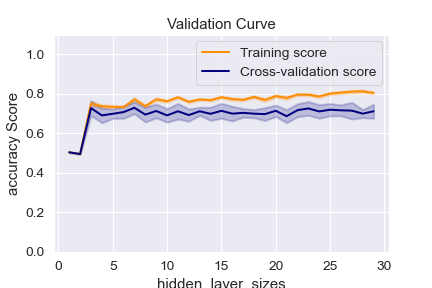 Validation Curve
Training score
Cross-validation score
accuracy Score
1.0
0.8
0.6
0.4
0.2
0.0
0 5 10 15 20 25 30
hidden_layer_sizes